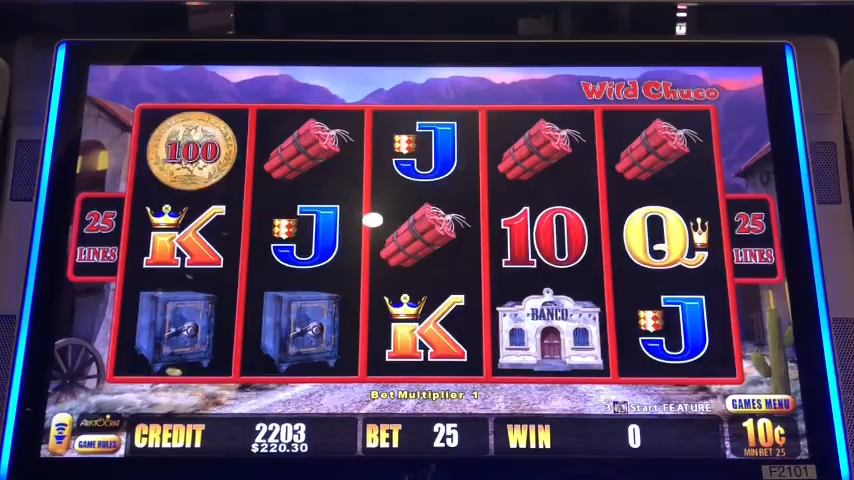 Wild Chuco
100
J
25
LINES
K
J
10
Q
25
LINES
K
BANCO
J
Bet Multiplier 1
3
Start FEATURE
GAMES MENU
ARISTOCRAT
GAME RULES
CREDIT
2203
$220.30
BET
25
WIN
0
10¢
MIN BET 25
F2101